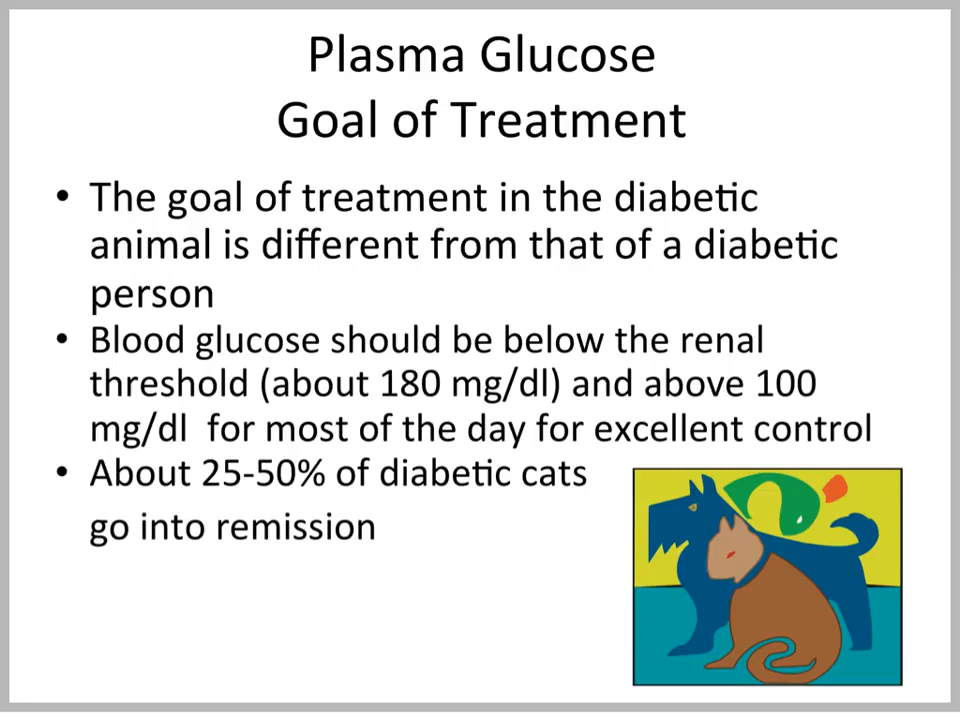 Plasma Glucose
Goal of Treatment
• The goal of treatment in the diabetic
animal is different from that of a diabetic
person
• Blood glucose should be below the renal
threshold (about 180 mg/dl) and above 100
mg/dl  for most of the day for excellent control
• About 25-50% of diabetic cats
go into remission